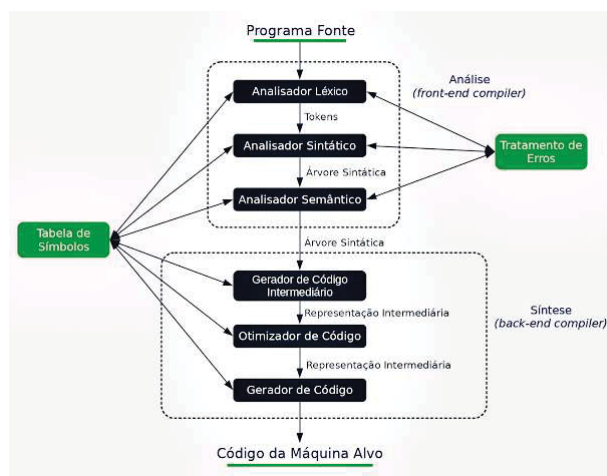 Programa Fonte
Analisador Léxico
Análise
(front-end compiler)
Tokens
Analisador Sintático
Tratamento de
Erros
Árvore Sintática
Analisador Semântico
Tabela de
Símbolos
Árvore Sintática
Gerador de Código
Intermediário
Representação Intermediária
Síntese
(back-end compiler)
Otimizador de Código
Representação Intermediária
Gerador de Código
Código da Máquina Alvo